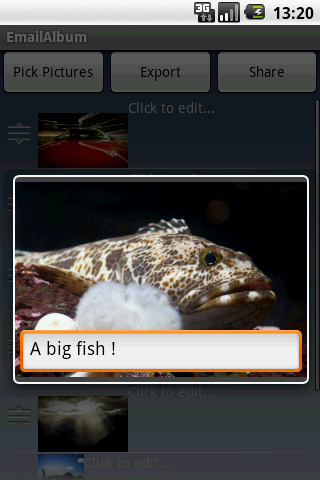 3G
13:20
EmailAlbum
Pick Pictures
Export
Share
Click to edit...
A big fish !
Click to edit...
Click to edit...